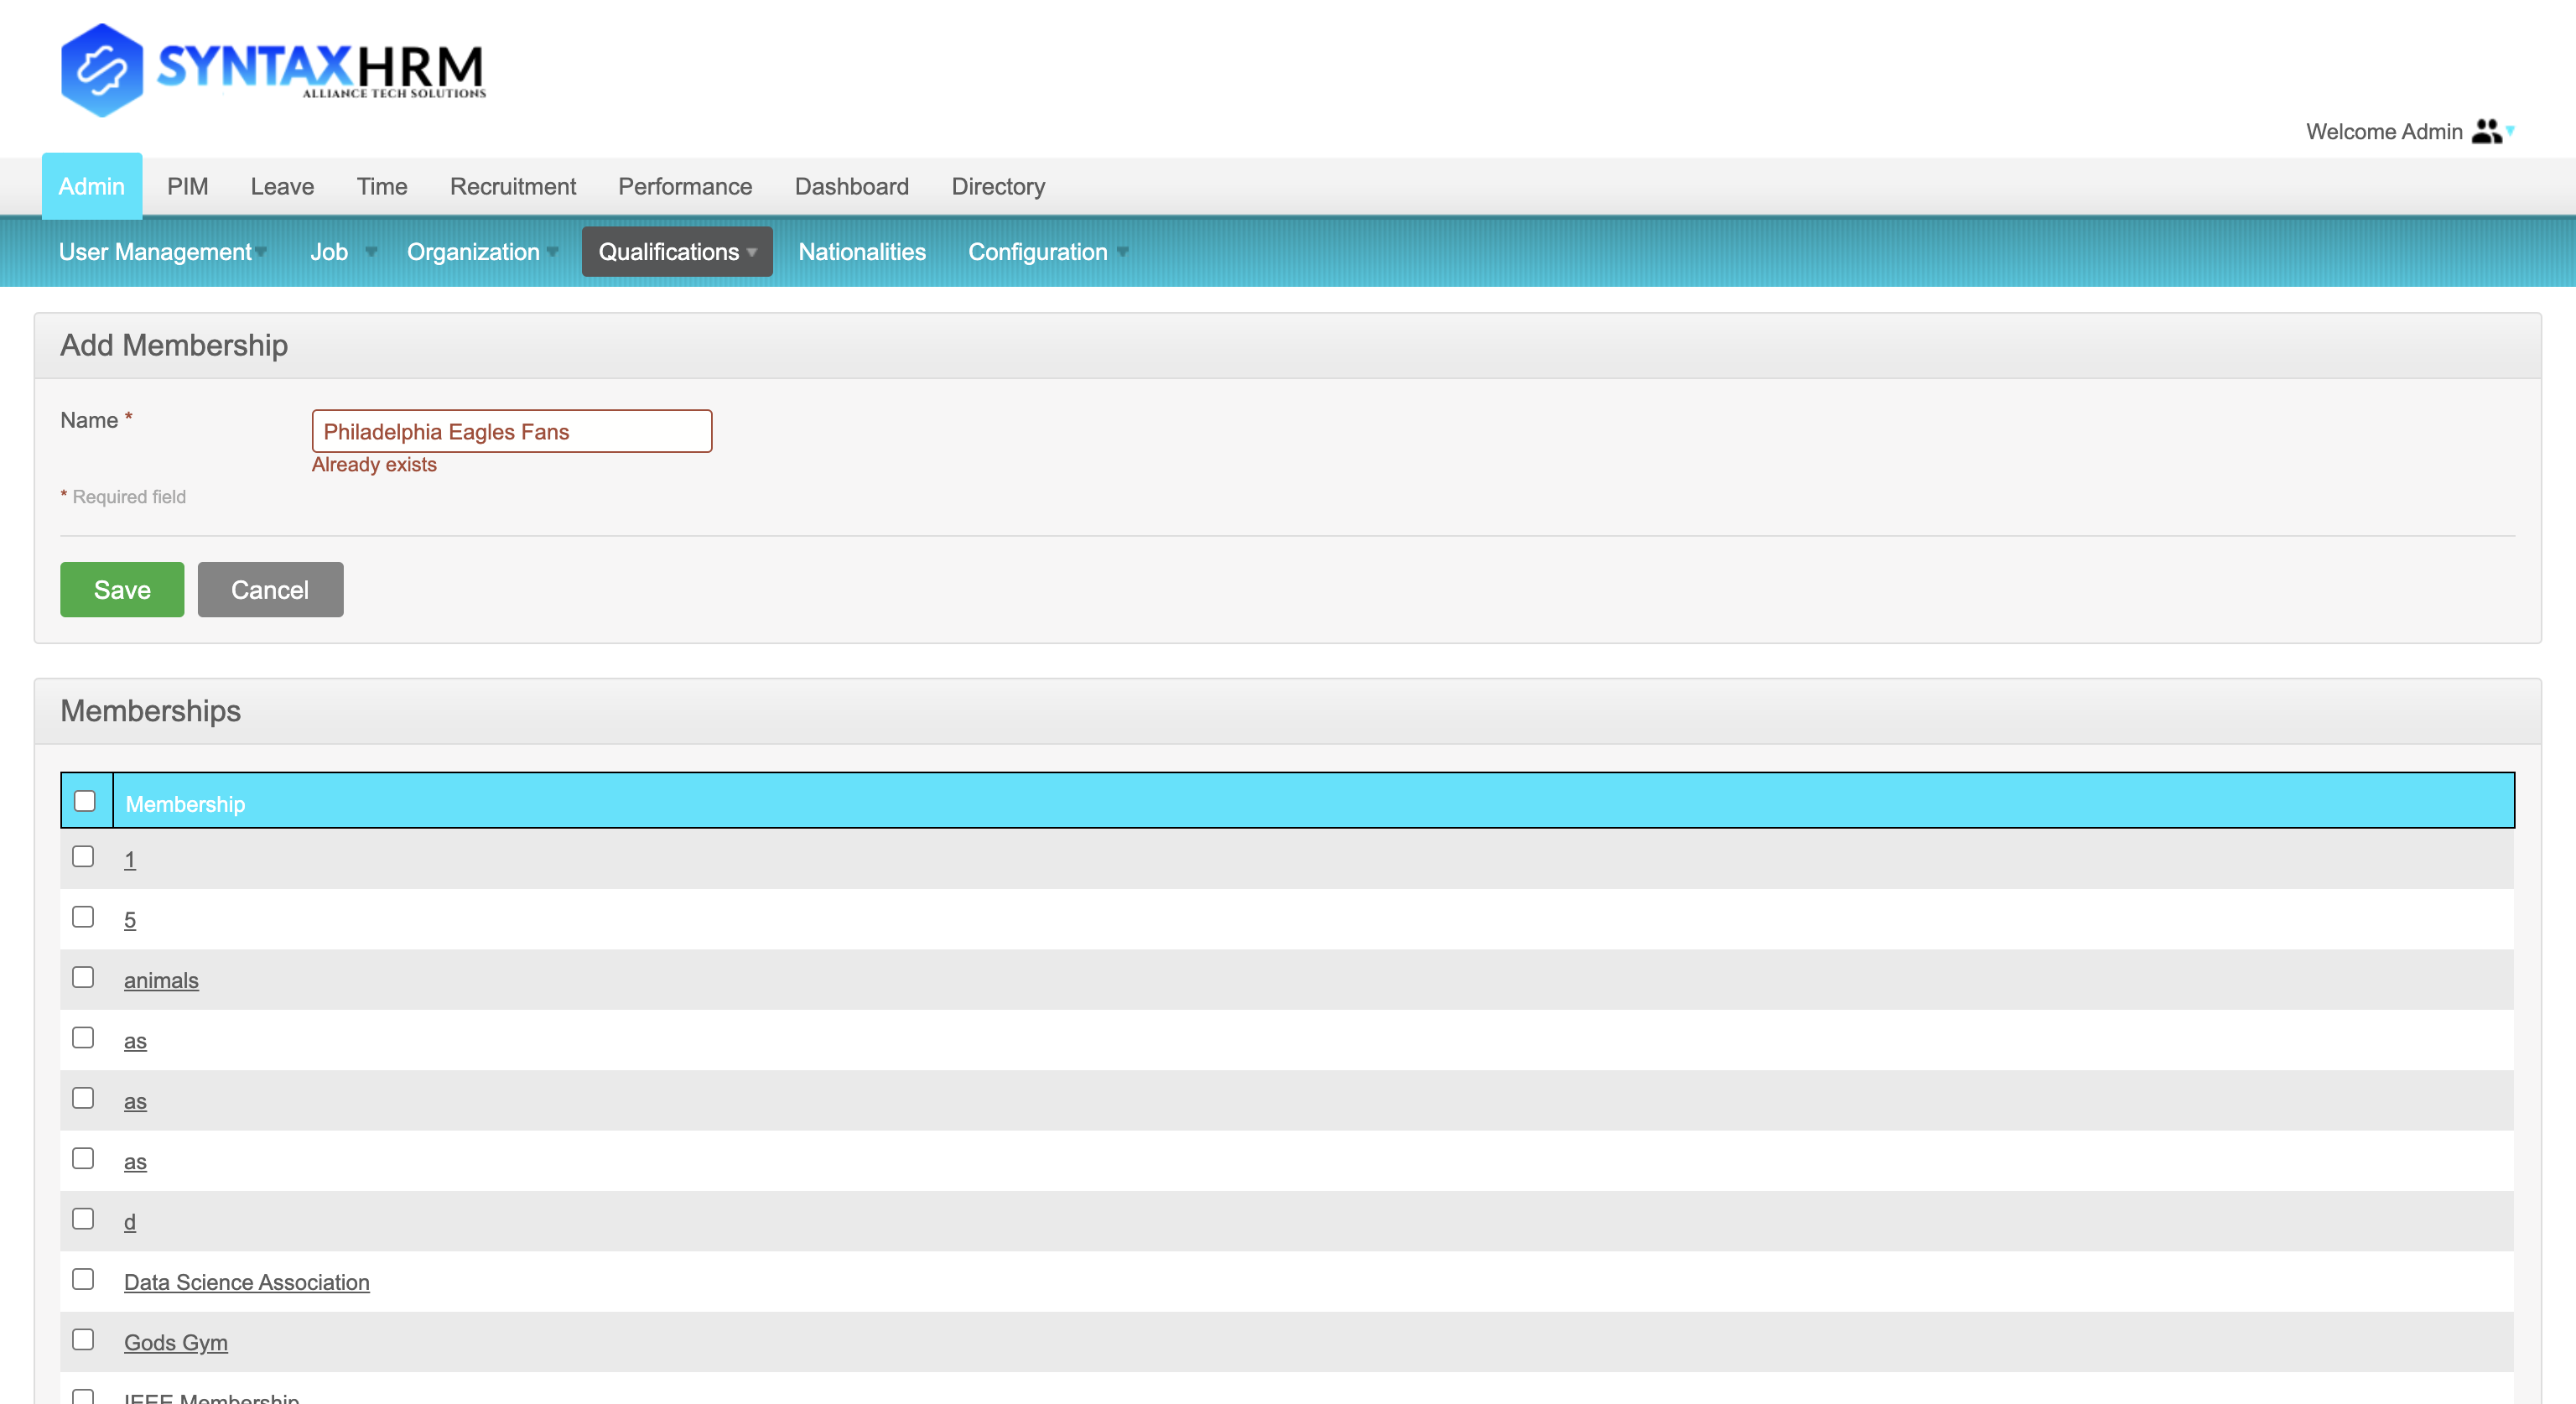 SYNTAXHRM
ALLIANCE TECH SOLUTIONS
Welcome Admin
Admin PIM Leave Time Recruitment Performance Dashboard Directory
User Management Job Organization Qualifications Nationalities Configuration
Add Membership
Name * Philadelphia Eagles Fans
Already exists
* Required field
Save Cancel
Memberships
Membership
1
5
animals
as
as
as
d
Data Science Association
Gods Gym
IEEE Membership